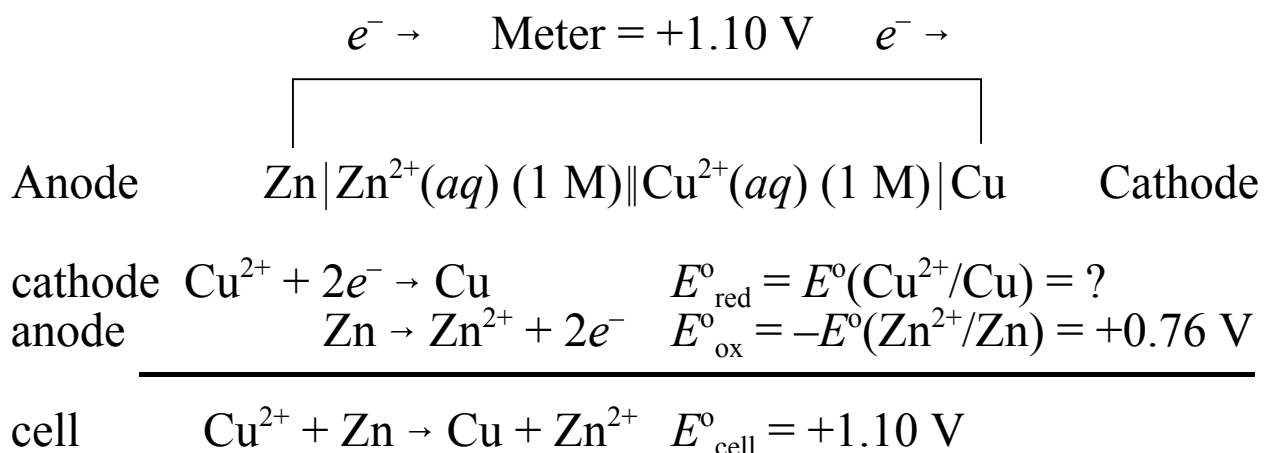 e⁻ → Meter = +1.10 V e⁻ →
Anode Zn|Zn²⁺(aq) (1 M)||Cu²⁺(aq) (1 M)|Cu Cathode
cathode Cu²⁺ + 2e⁻ → Cu E°red = E°(Cu²⁺/Cu) = ?
anode Zn → Zn²⁺ + 2e⁻ E°ox = –E°(Zn²⁺/Zn) = +0.76 V
cell Cu²⁺ + Zn → Cu + Zn²⁺ E°cell = +1.10 V